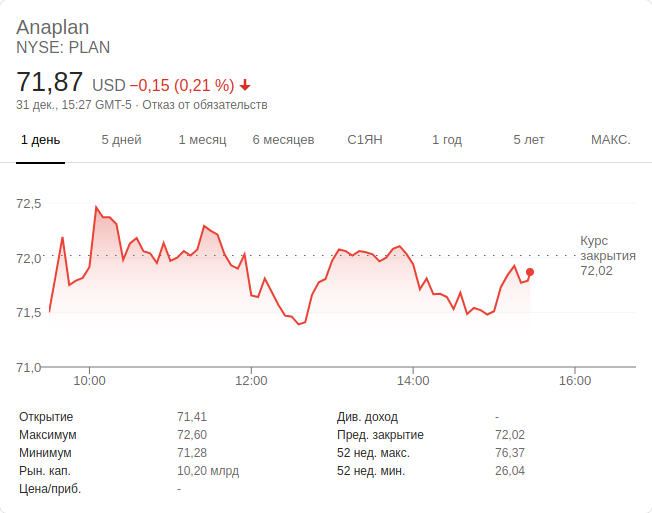 Anaplan
NYSE: PLAN
71,87 USD −0,15 (0,21 %)
31 дек., 15:27 GMT-5 · Отказ от обязательств
1 день 5 дней 1 месяц 6 месяцев С1ЯН 1 год 5 лет МАКС.
72,5
72,0
71,5
71,0
Курс
закрытия
72,02
10:00 12:00 14:00 16:00
Открытие 71,41 Див. доход -
Максимум 72,60 Пред. закрытие 72,02
Минимум 71,28 52 нед. макс. 76,37
Рын. кап. 10,20 млрд 52 нед. мин. 26,04
Цена/приб. -